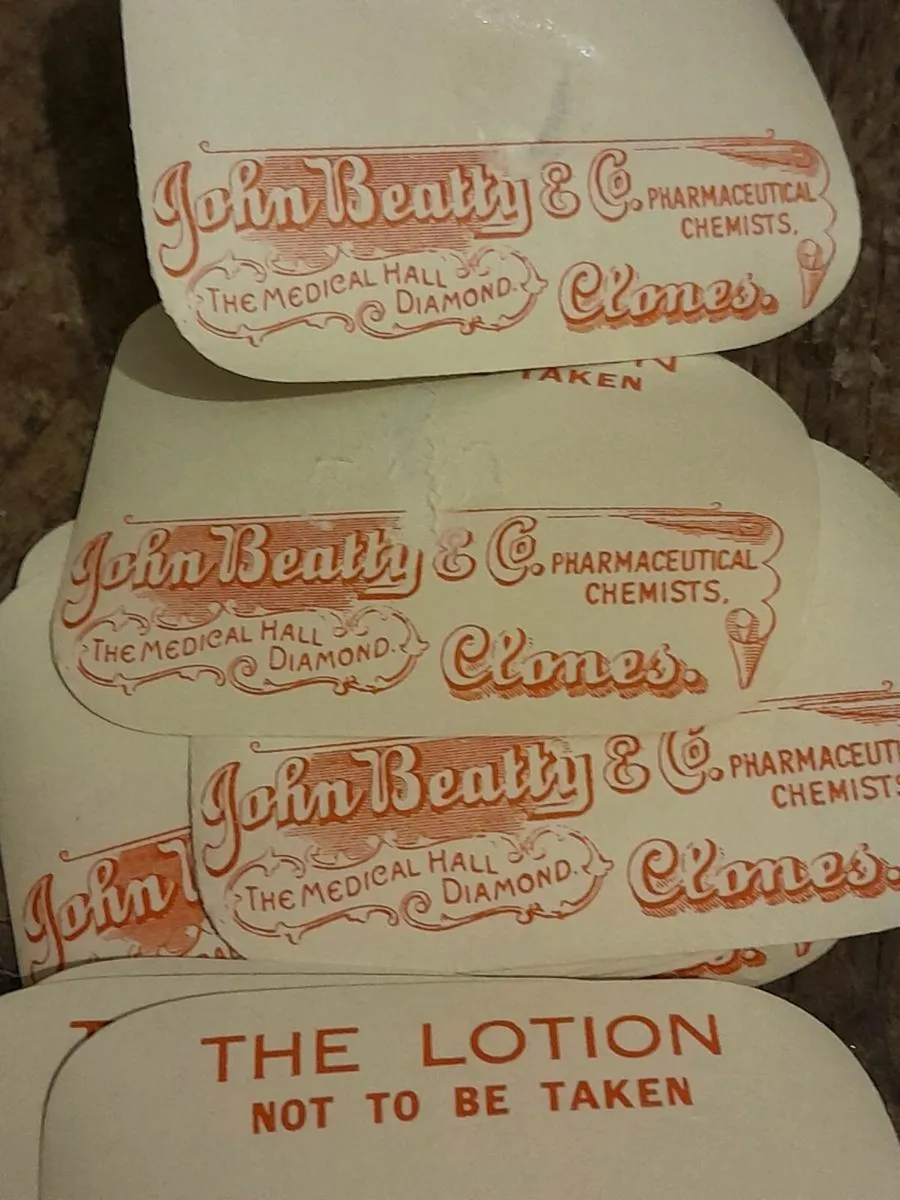 John Beatty & Co. PHARMACEUTICAL
CHEMISTS.
THE MEDICAL HALL
DIAMOND.
Clones.
TAKEN
John Beatty & Co. PHARMACEUTICAL
CHEMISTS.
THE MEDICAL HALL
DIAMOND.
Clones.
John Beatty & Co. PHARMACEUTI
CHEMISTS
THE MEDICAL HALL
DIAMOND.
Clones.
John
THE LOTION
NOT TO BE TAKEN